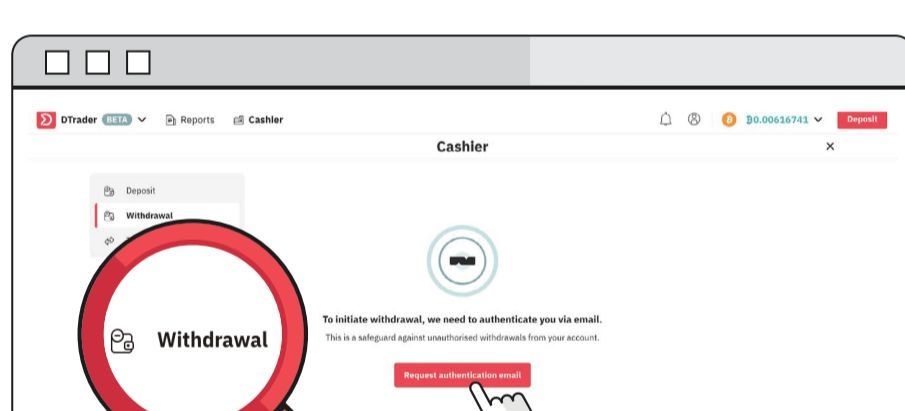 DTrader BETA Reports Cashier ₿0.00616741 Deposit
Cashier
Deposit
Withdrawal
Withdrawal
To initiate withdrawal, we need to authenticate you via email.
This is a safeguard against unauthorised withdrawals from your account.
Request authentication email